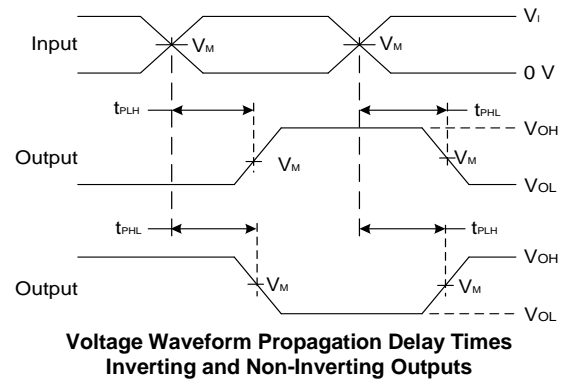 VI
Input VM VM
0 V
tPLH tPHL
VOH
Output VM VM
VOL
tPHL tPLH
VOH
Output VM VM
VOL
Voltage Waveform Propagation Delay Times
Inverting and Non-Inverting Outputs